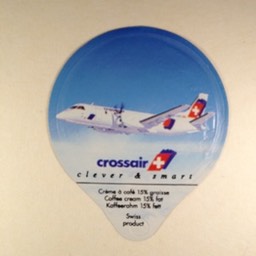 crossair
clever & smart
Crème à café 15% graisse
Coffee cream 15% fat
Kaffeerahm 15% fett
Swiss
product